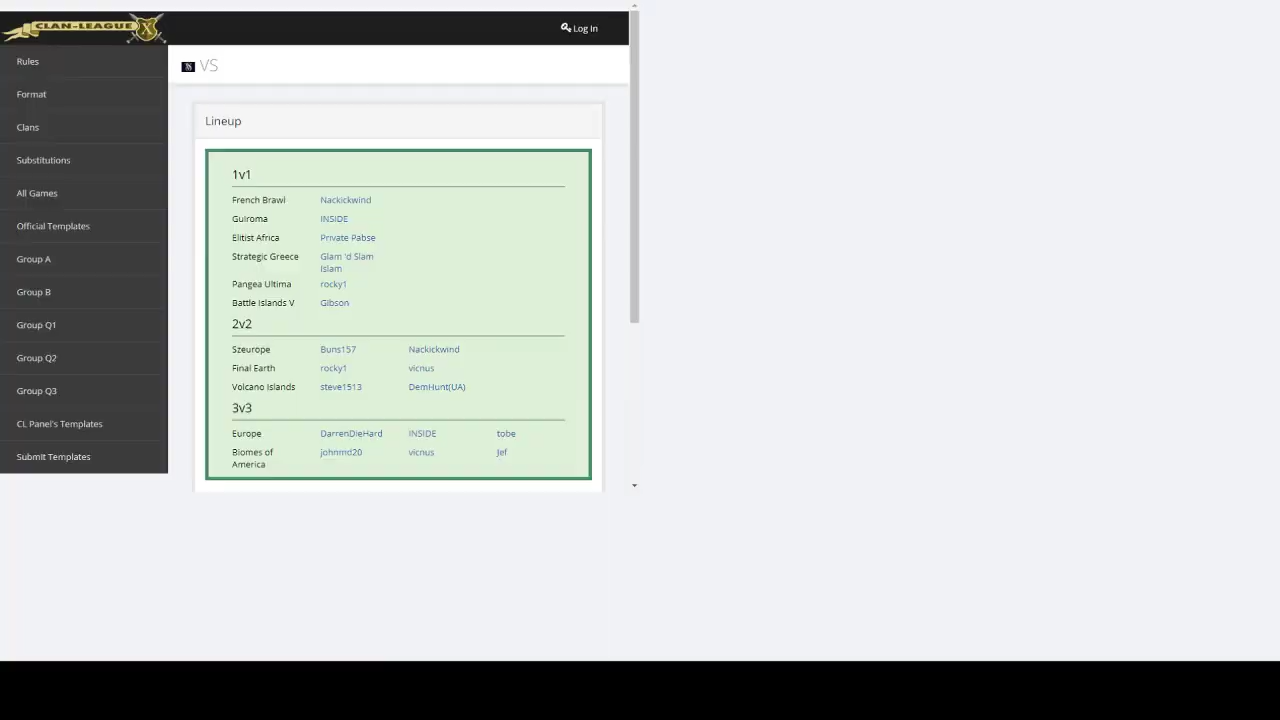 CLAN-LEAGUE X
Log In
Rules
Format
Clans
Substitutions
All Games
Official Templates
Group A
Group B
Group Q1
Group Q2
Group Q3
CL Panel's Templates
Submit Templates
VS
Lineup
1v1
French Brawl Nackickwind
Guiroma INSIDE
Elitist Africa Private Pabse
Strategic Greece Glam 'd Slam
Islam
Pangea Ultima rocky1
Battle Islands V Gibson
2v2
Szeurope Buns157 Nackickwind
Final Earth rocky1 vicnus
Volcano Islands steve1513 DemHunt(UA)
3v3
Europe DarrenDieHard INSIDE tobe
Biomes of johnrnd20 vicnus Jef
America